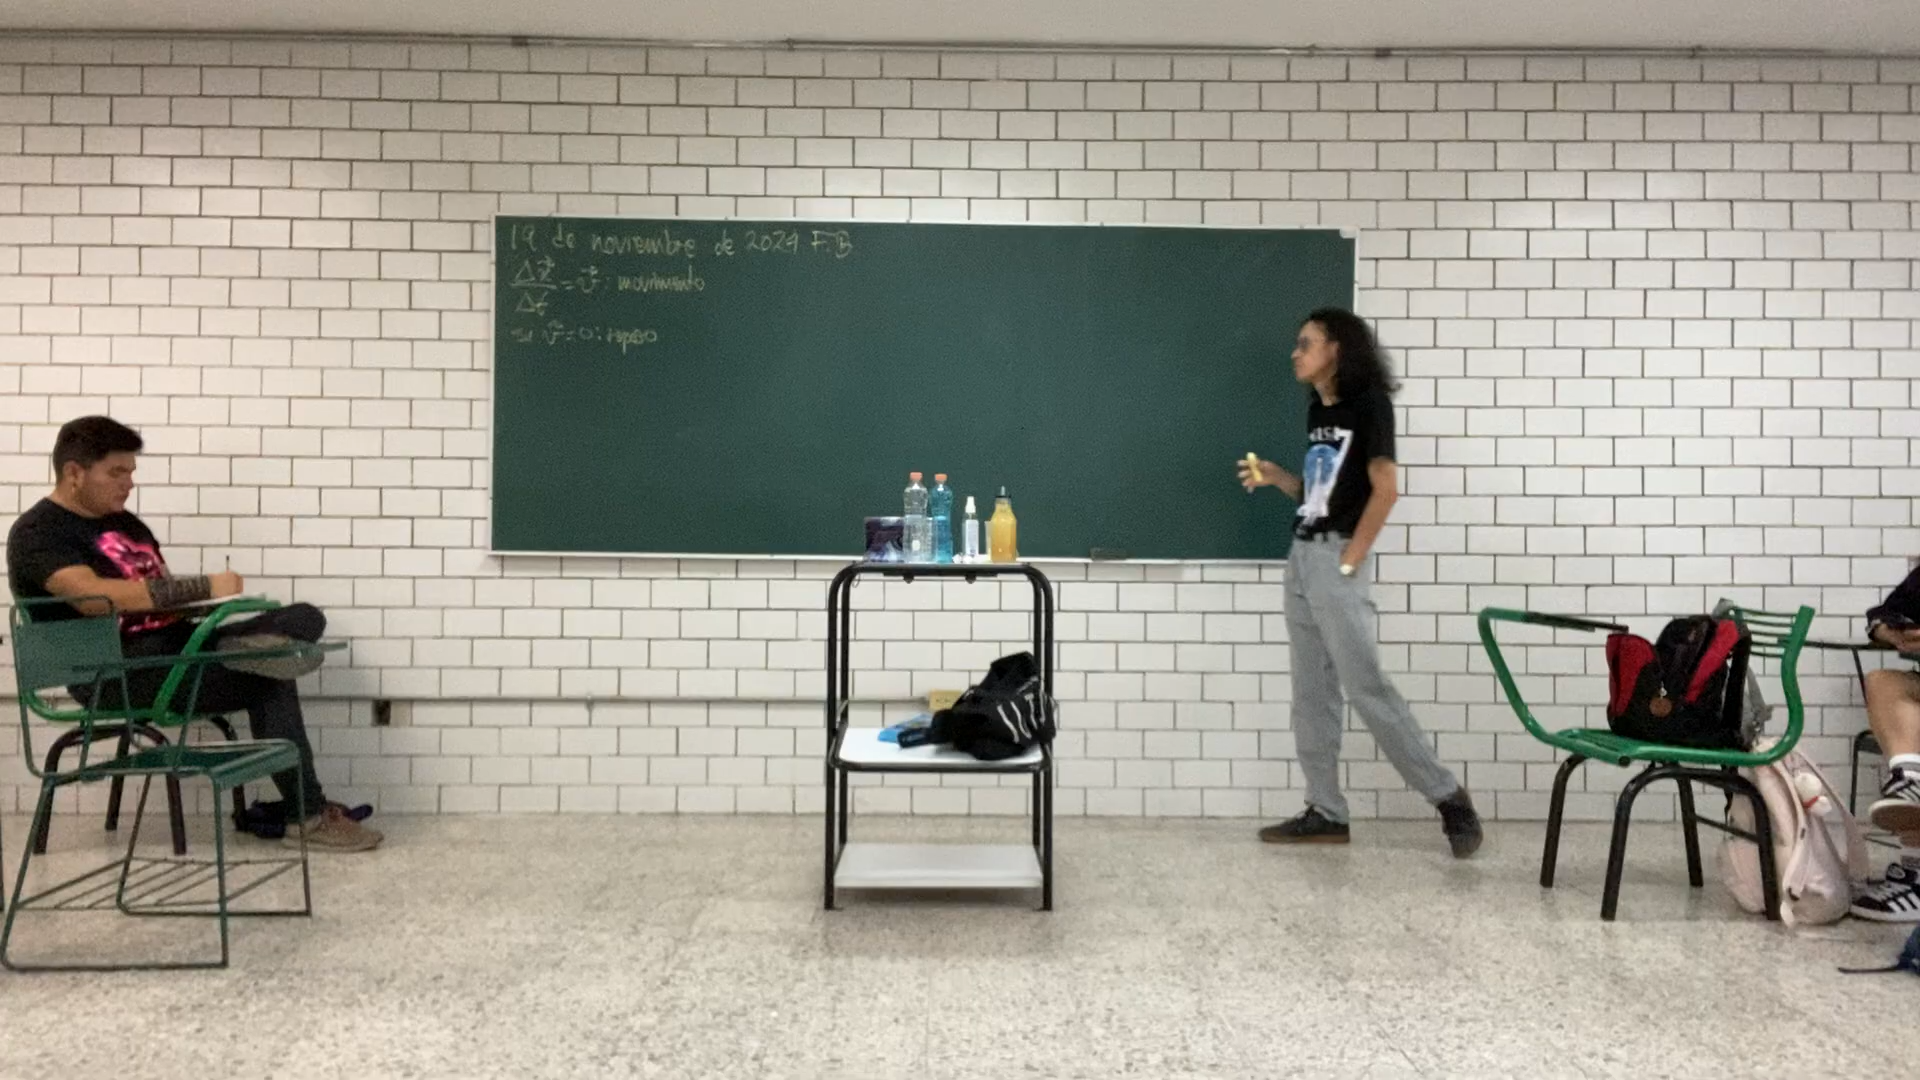 19 de noviembre de 2024 F.B
Δr⃗/Δt = v⃗ : movimiento
si v⃗ = 0 : reposo